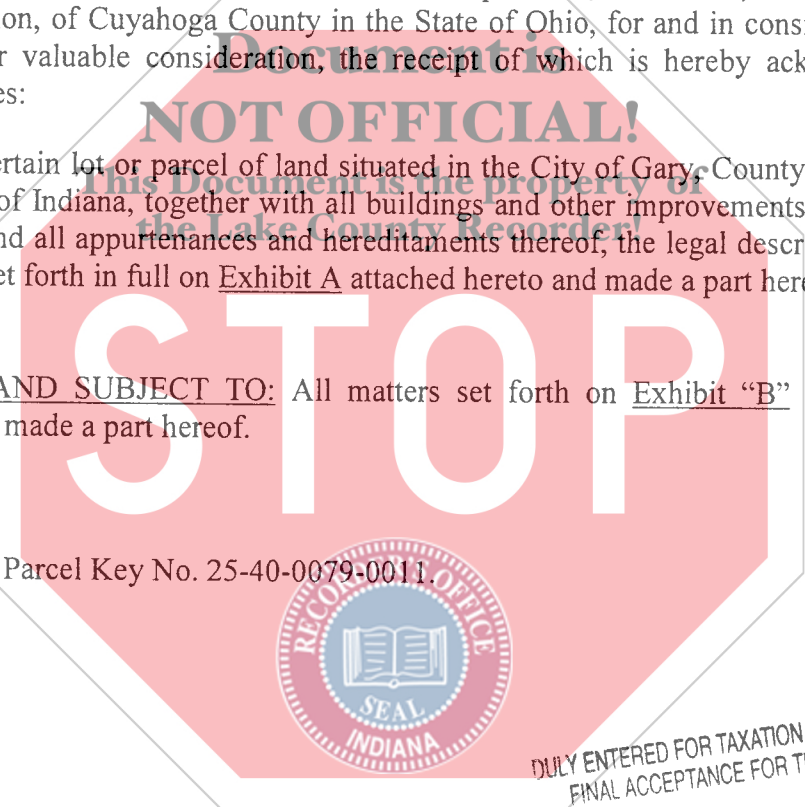 ion, of Cuyahoga County in the State of Ohio, for and in consi
r valuable consideration, the receipt of which is hereby ack
es:
Document is
NOT OFFICIAL!
This Document is the property of
the Lake County Recorder!
ertain lot or parcel of land situated in the City of Gary, County
of Indiana, together with all buildings and other improvements
nd all appurtenances and hereditaments thereof, the legal descr
et forth in full on Exhibit A attached hereto and made a part here
STOP
AND SUBJECT TO: All matters set forth on Exhibit “B”
made a part hereof.
Parcel Key No. 25-40-0079-0011.
RECORDER'S OFFICE
SEAL
INDIANA
DULY ENTERED FOR TAXATION
FINAL ACCEPTANCE FOR T